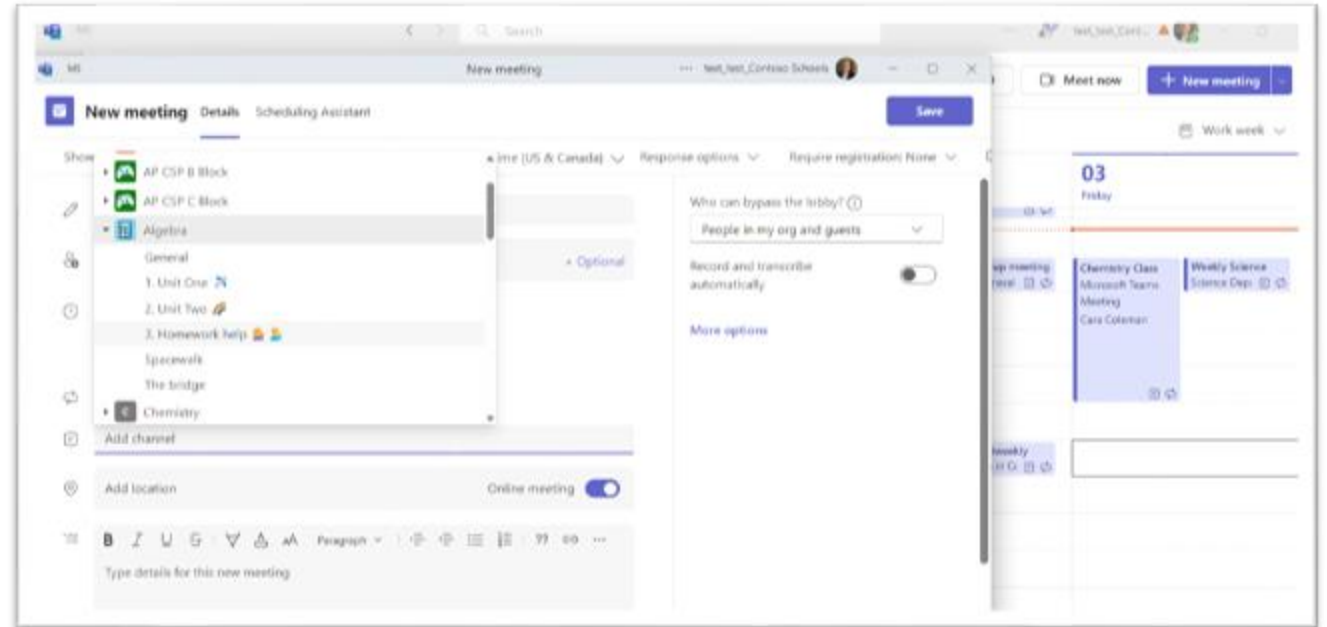 Search
New meeting
Meet now
+ New meeting
New meeting Details Scheduling Assistant
Save
Work week
Show
time (US & Canada) Response options Require registration: None
AP CSP B Block
AP CSP C Block
Algebra
General
1. Unit One
2. Unit Two
3. Homework help
Spacewalk
The bridge
Chemistry
+ Optional
Add channel
Add location
Online meeting
B I U S Paragraph
Type details for this new meeting
Who can bypass the lobby?
People in my org and guests
Record and transcribe
automatically
More options
03
Friday
meeting
Chemistry Class
Microsoft Teams
Meeting
Cara Coleman
Weekly Science
Science Dep
weekly